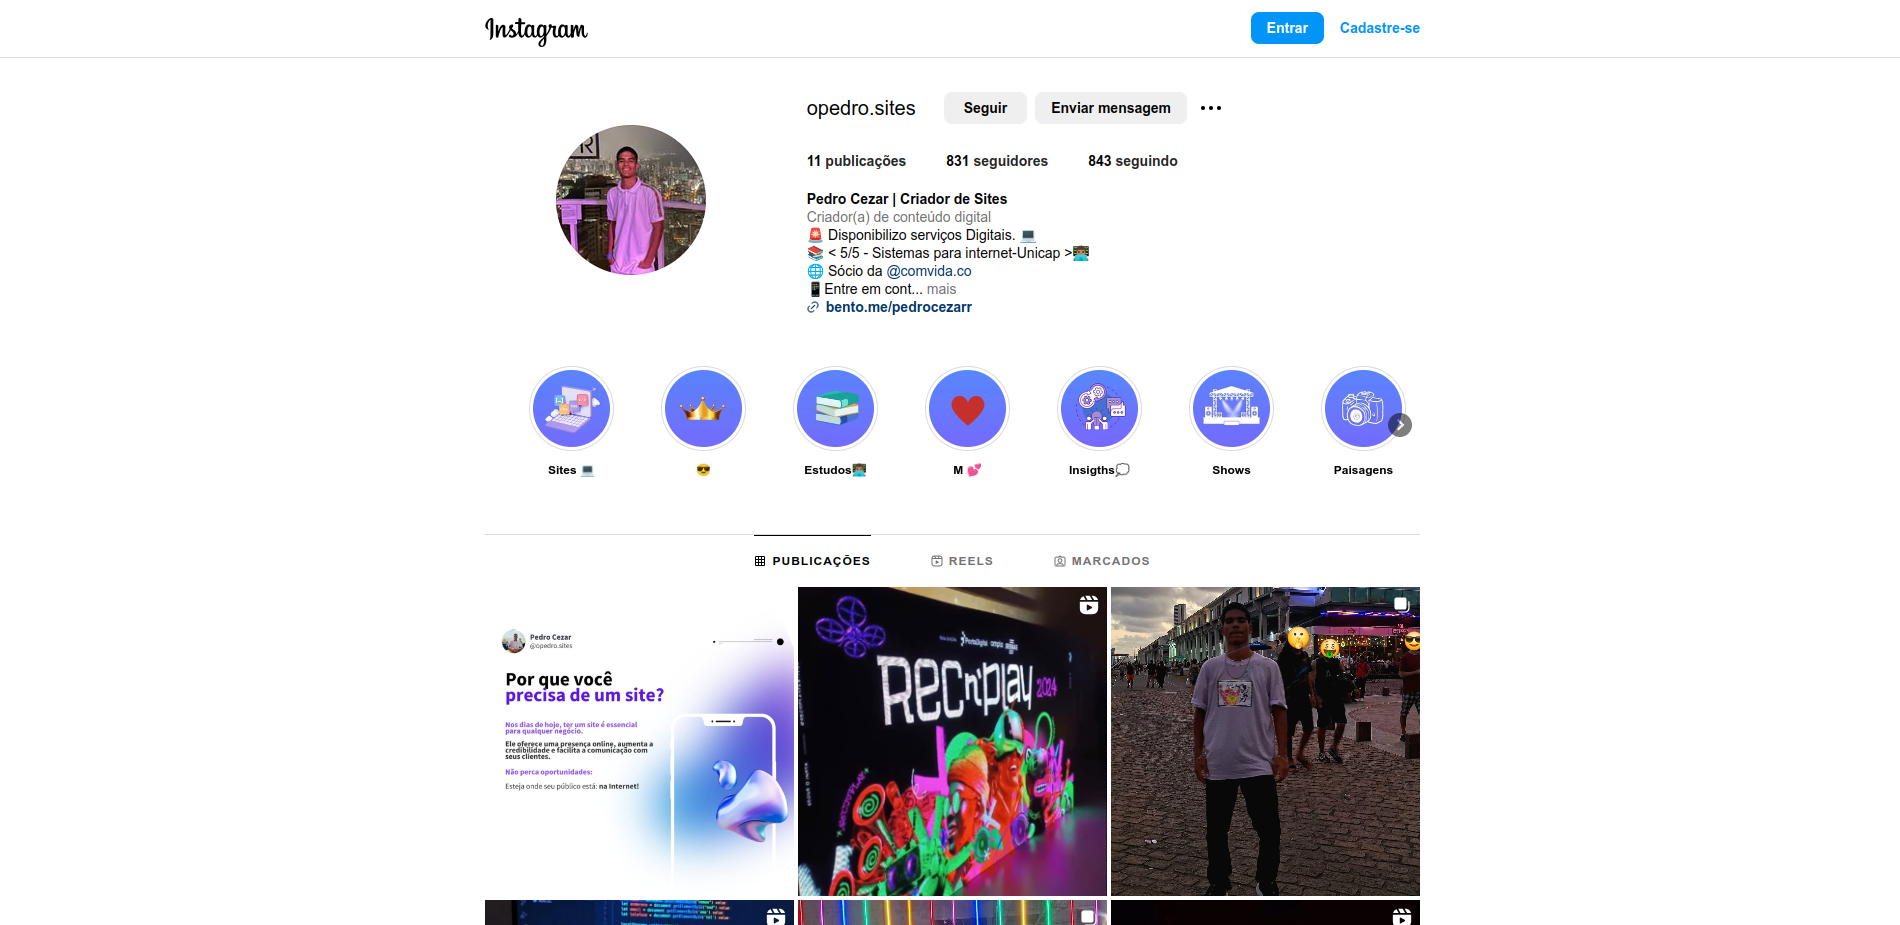 Instagram
Entrar
Cadastre-se
opedro.sites
Seguir
Enviar mensagem
11 publicações
831 seguidores
843 seguindo
Pedro Cezar | Criador de Sites
Criador(a) de conteúdo digital
🚨 Disponibilizo serviços Digitais. 💻
📚 < 5/5 - Sistemas para internet-Unicap >👨🏽‍💻
🌐 Sócio da @comvida.co
📱Entre em cont... mais
bento.me/pedrocezarr
Sites 💻
😎
Estudos👨🏽‍💻
M 💕
Insigths💭
Shows
Paisagens
PUBLICAÇÕES
REELS
MARCADOS
Pedro Cezar
@opedro.sites
Por que você
precisa de um site?
Nos dias de hoje, ter um site é essencial
para qualquer negócio.
Ele oferece uma presença online, aumenta a
credibilidade e facilita a comunicação com
seus clientes.
Não perca oportunidades:
Esteja onde seu público está: na Internet!
PortoDigital
REC'n'Play 2024